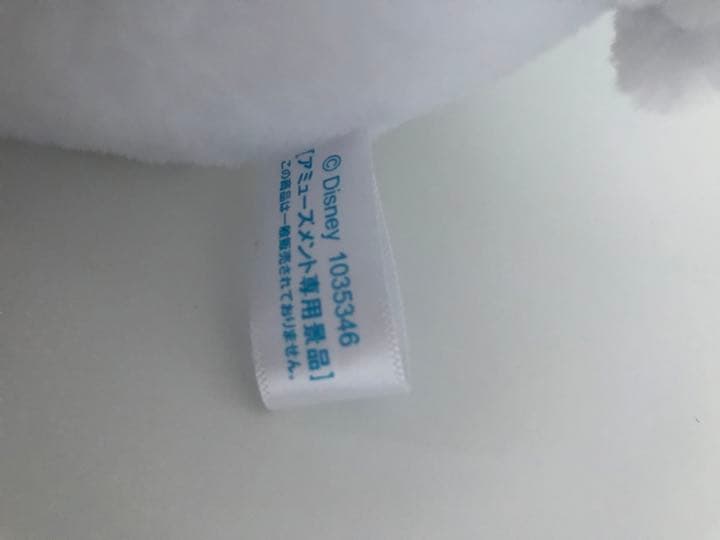 © Disney 1035346
[アミューズメント専用景品]
この商品は一般販売されておりません。